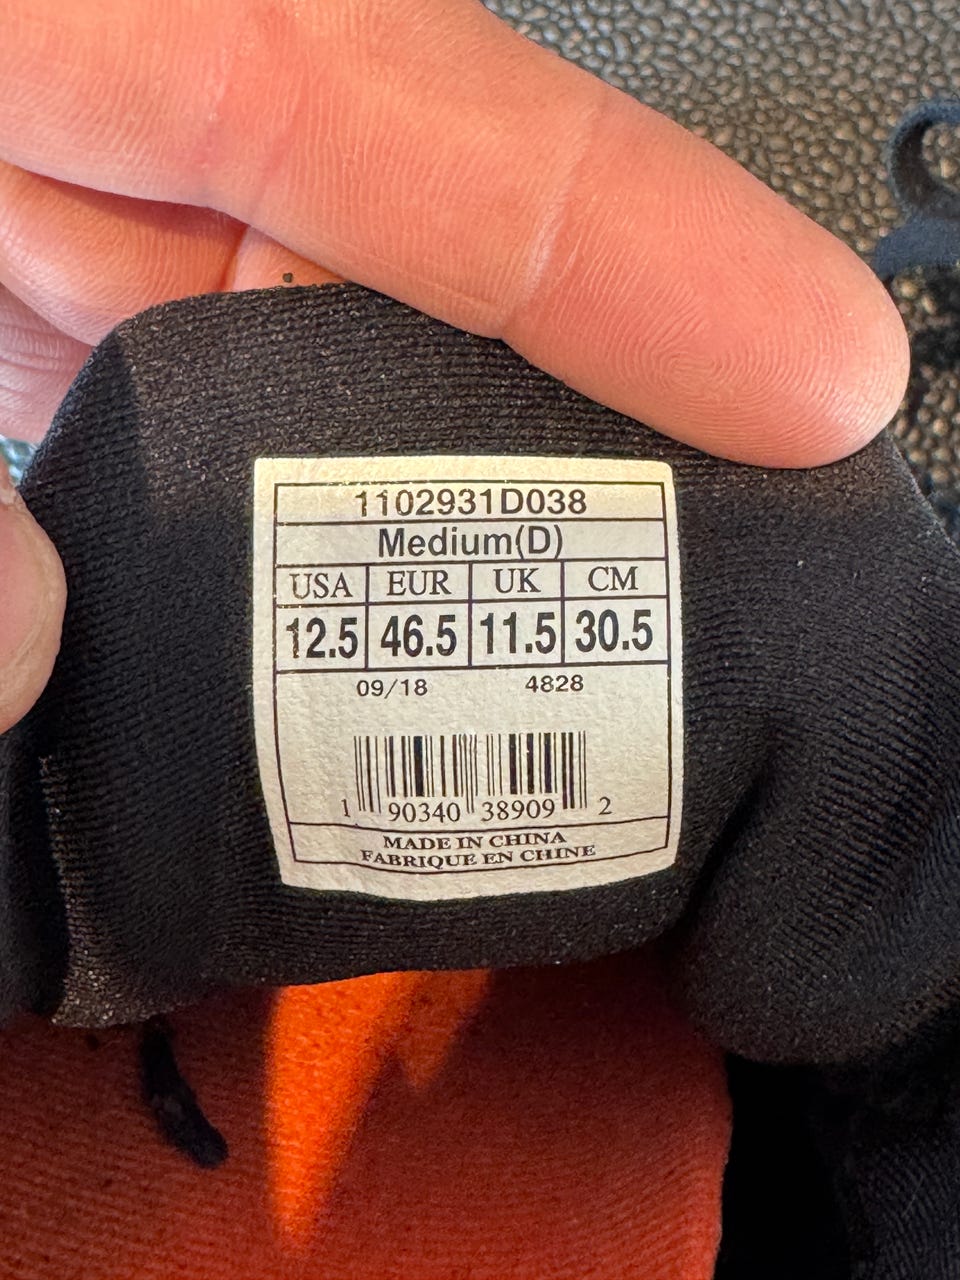 1102931D038
Medium(D)
USA EUR UK CM
12.5 46.5 11.5 30.5
09/18 4828
1 90340 38909 2
MADE IN CHINA
FABRIQUE EN CHINE